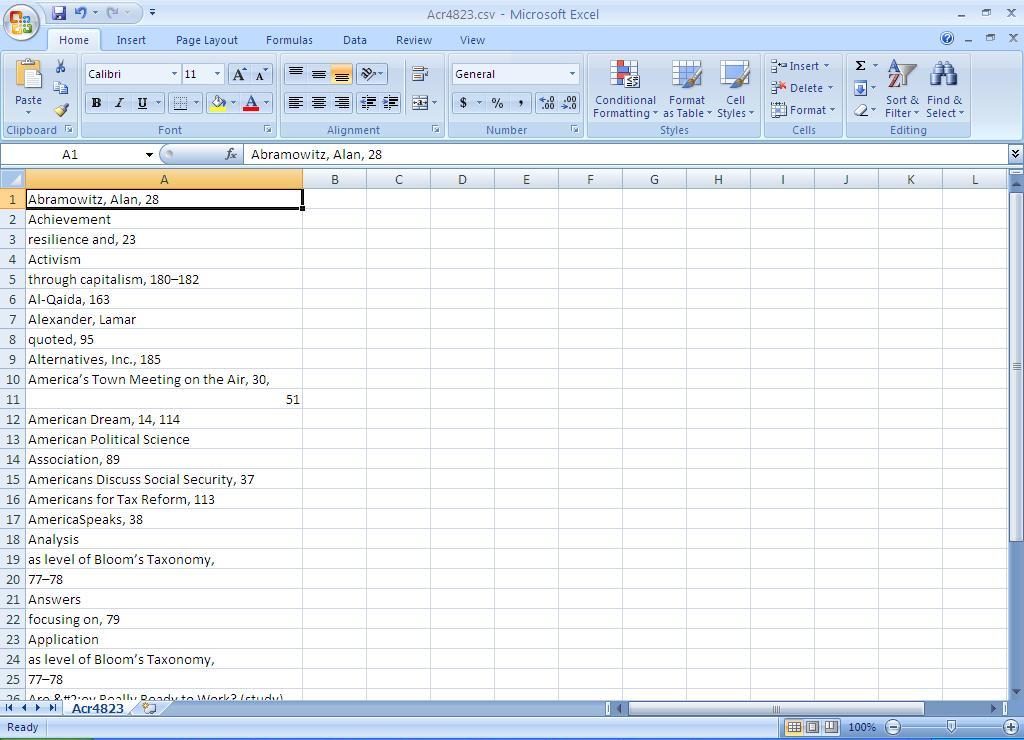 Acr4823.csv - Microsoft Excel
Home Insert Page Layout Formulas Data Review View
Paste
Calibri 11 A A
B I U A
General
$ % , .00 .00
Conditional Formatting
Format as Table
Cell Styles
Insert
Delete
Format
Σ
Sort & Filter
Find & Select
Clipboard Font Alignment Number Styles Cells Editing
A1 fx Abramowitz, Alan, 28
A B C D E F G H I J K L
1 Abramowitz, Alan, 28
2 Achievement
3 resilience and, 23
4 Activism
5 through capitalism, 180–182
6 Al-Qaida, 163
7 Alexander, Lamar
8 quoted, 95
9 Alternatives, Inc., 185
10 America’s Town Meeting on the Air, 30,
11 51
12 American Dream, 14, 114
13 American Political Science
14 Association, 89
15 Americans Discuss Social Security, 37
16 Americans for Tax Reform, 113
17 AmericaSpeaks, 38
18 Analysis
19 as level of Bloom’s Taxonomy,
20 77–78
21 Answers
22 focusing on, 79
23 Application
24 as level of Bloom’s Taxonomy,
25 77–78
26 Are &#2;ey Really Ready to Work? (study)
Acr4823
Ready 100%